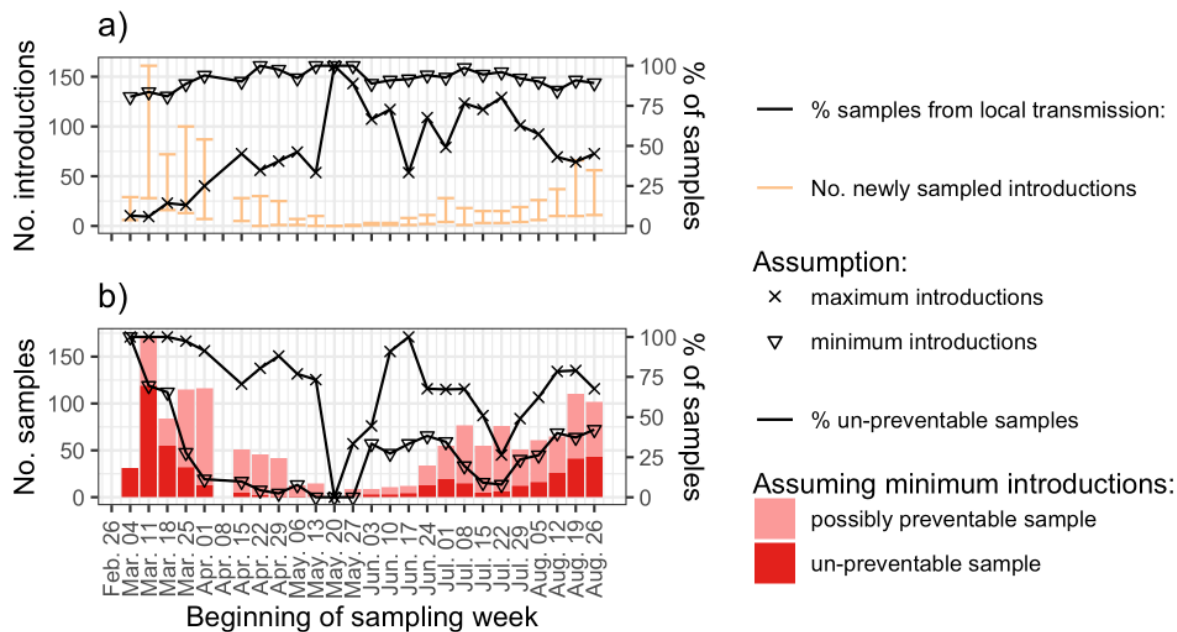 a)
No. introductions
150
100
50
0
100
75
50
25
0
% of samples
b)
No. samples
150
100
50
0
100
75
50
25
0
% of samples
Feb. 26
Mar. 04
Mar. 11
Mar. 18
Mar. 25
Apr. 01
Apr. 08
Apr. 15
Apr. 22
Apr. 29
May. 06
May. 13
May. 20
May. 27
Jun. 03
Jun. 10
Jun. 17
Jun. 24
Jul. 01
Jul. 08
Jul. 15
Jul. 22
Jul. 29
Aug. 05
Aug. 12
Aug. 19
Aug. 26
Beginning of sampling week
% samples from local transmission:
No. newly sampled introductions
Assumption:
maximum introductions
minimum introductions
% un-preventable samples
Assuming minimum introductions:
possibly preventable sample
un-preventable sample